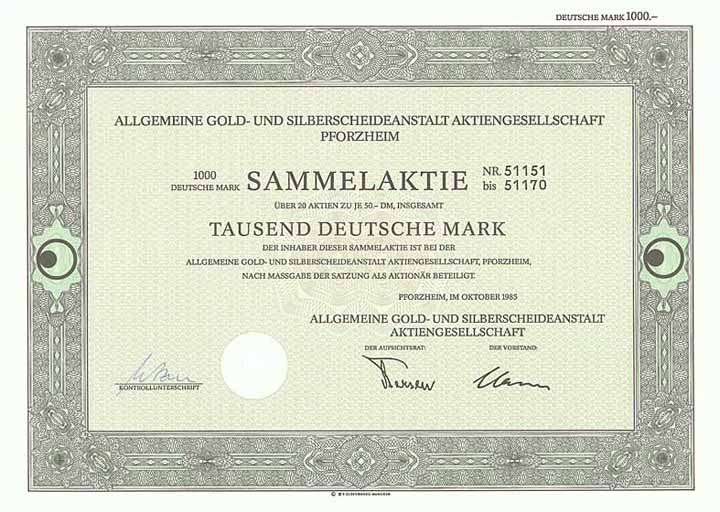 DEUTSCHE MARK 1000.–
ALLGEMEINE GOLD- UND SILBERSCHEIDEANSTALT AKTIENGESELLSCHAFT
PFORZHEIM
1000
DEUTSCHE MARK
SAMMELAKTIE
NR. 51151
bis 51170
ÜBER 20 AKTIEN ZU JE 50.– DM, INSGESAMT
TAUSEND DEUTSCHE MARK
DER INHABER DIESER SAMMELAKTIE IST BEI DER
ALLGEMEINE GOLD- UND SILBERSCHEIDEANSTALT AKTIENGESELLSCHAFT, PFORZHEIM,
NACH MASSGABE DER SATZUNG ALS AKTIONÄR BETEILIGT.
PFORZHEIM, IM OKTOBER 1985
ALLGEMEINE GOLD- UND SILBERSCHEIDEANSTALT
AKTIENGESELLSCHAFT
DER AUFSICHTSRAT:
DER VORSTAND:
KONTROLLUNTERSCHRIFT